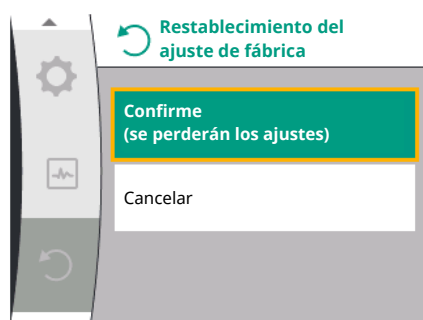 Restablecimiento del
ajuste de fábrica
Confirme
(se perderán los ajustes)
Cancelar